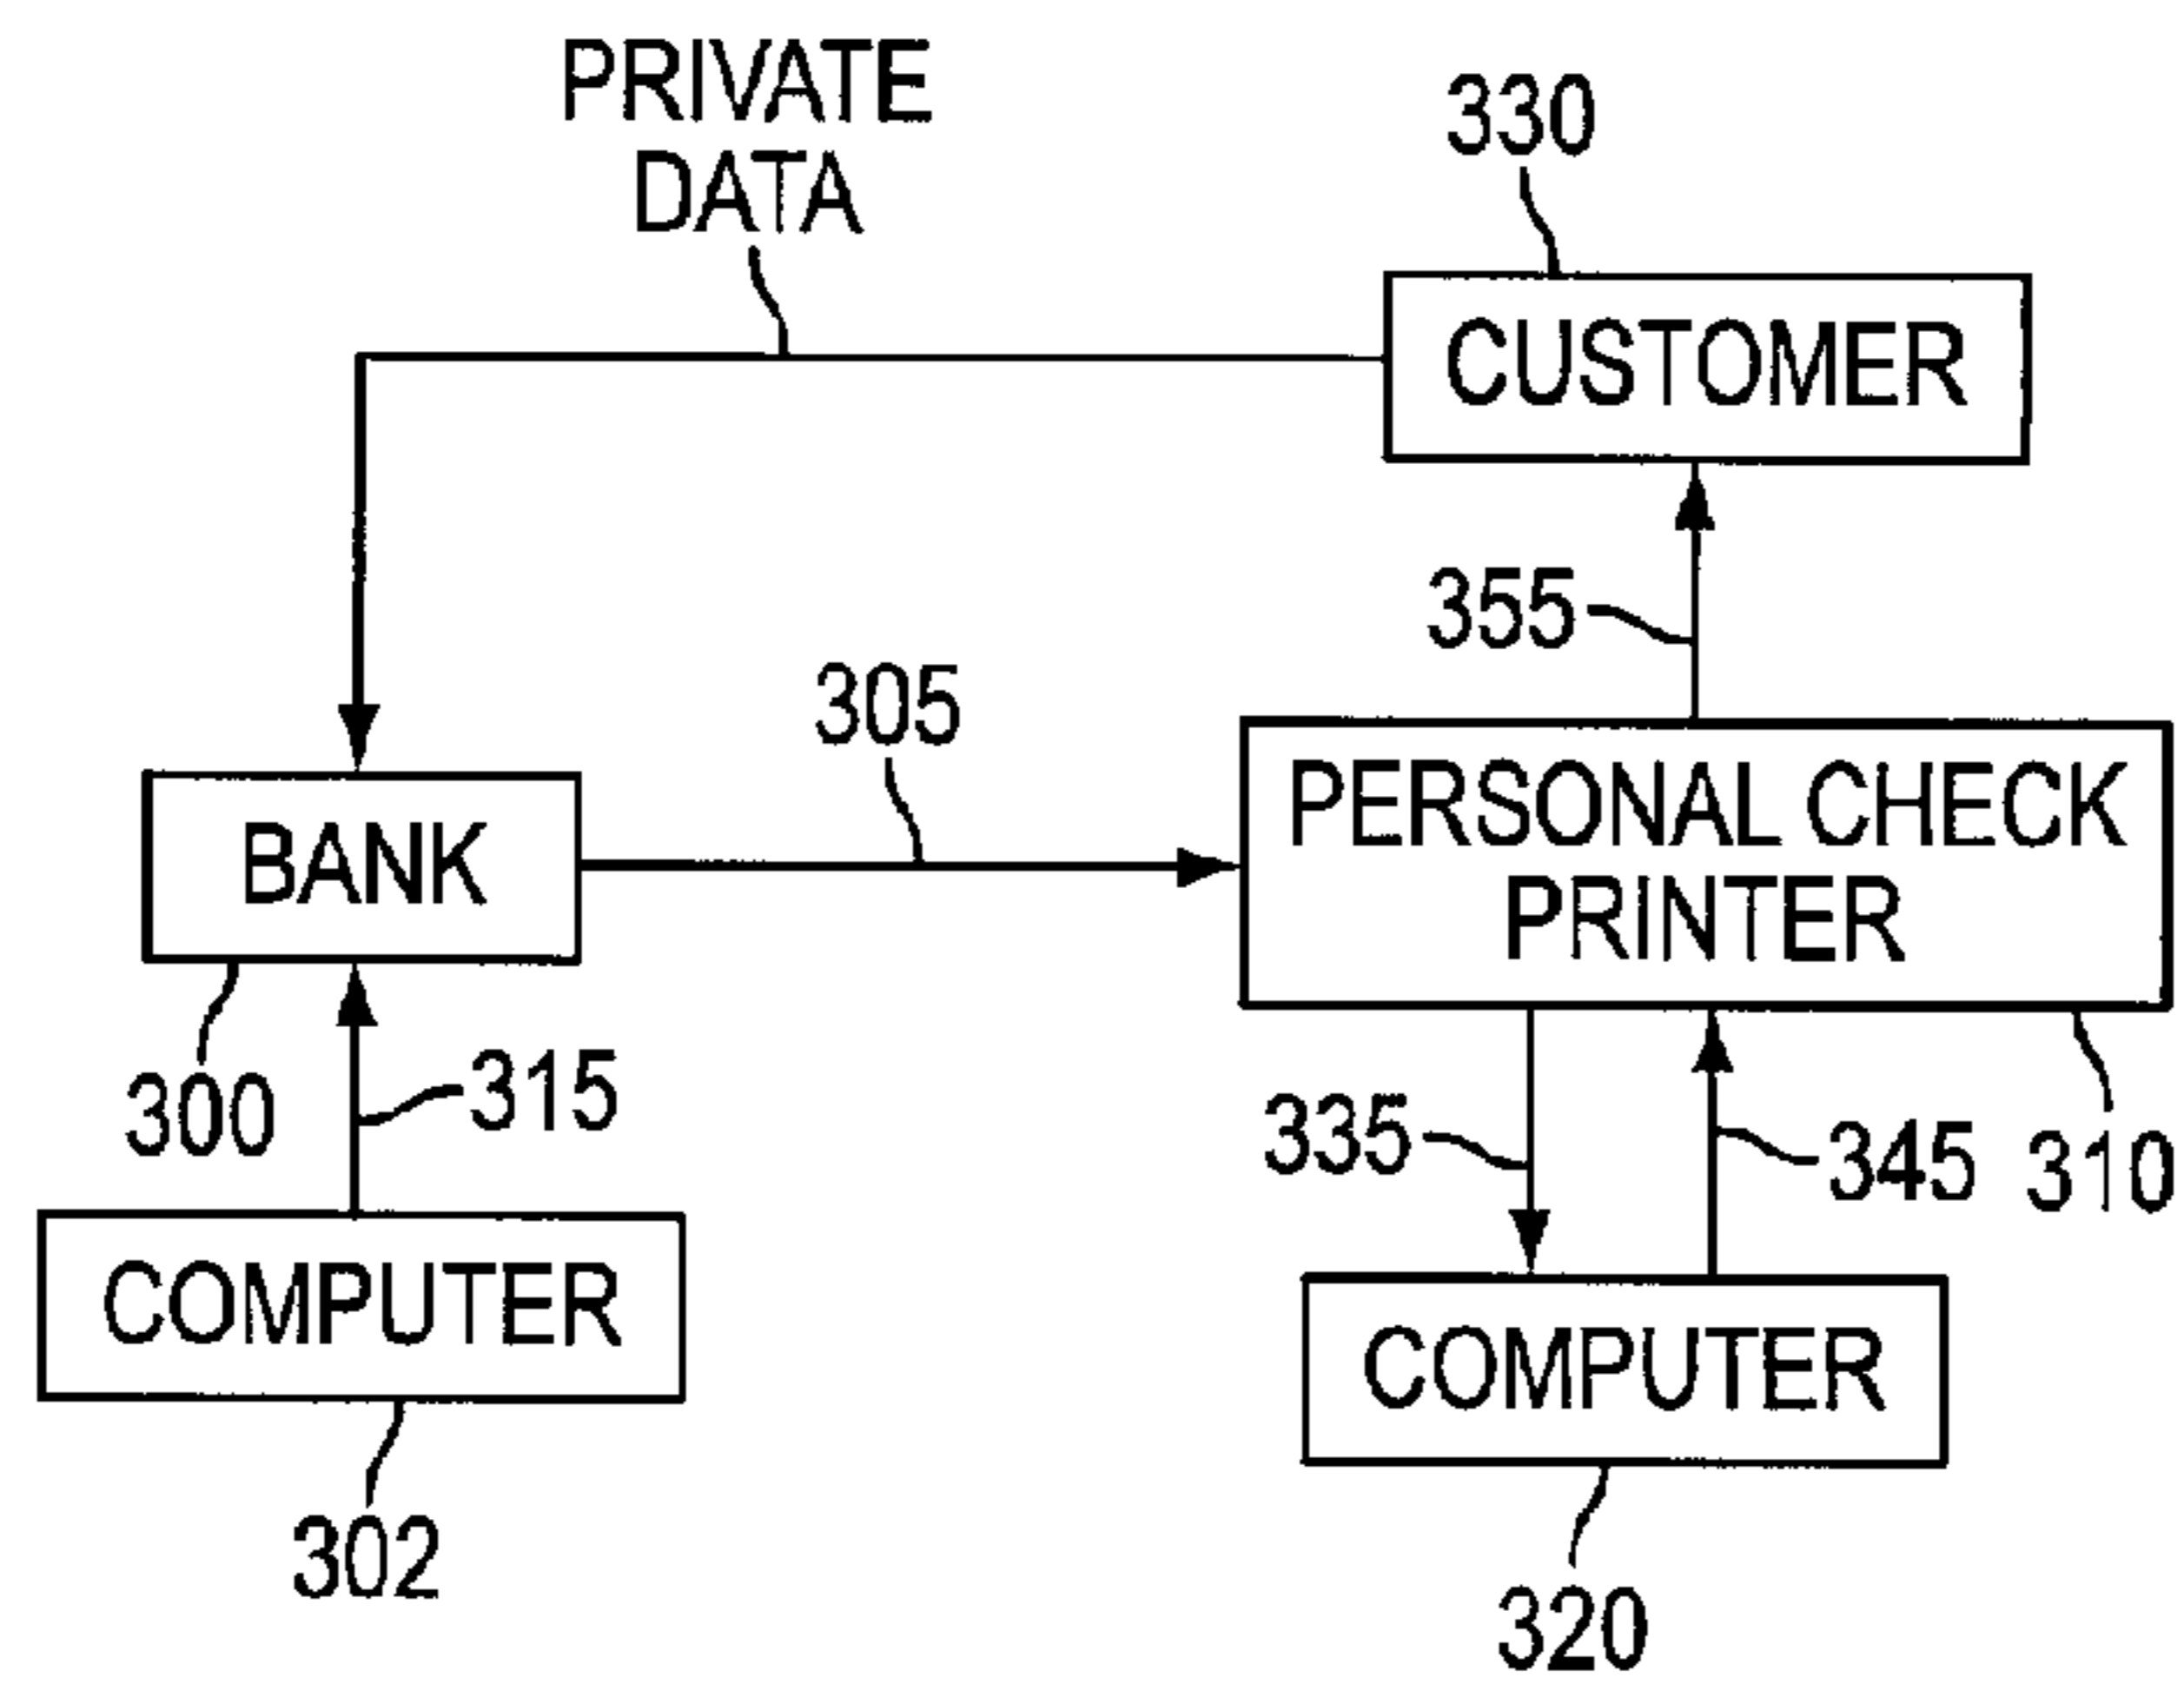 PRIVATE
DATA
330
CUSTOMER
355
305
BANK
PERSONAL CHECK
PRINTER
300
315
335
345
310
COMPUTER
COMPUTER
302
320